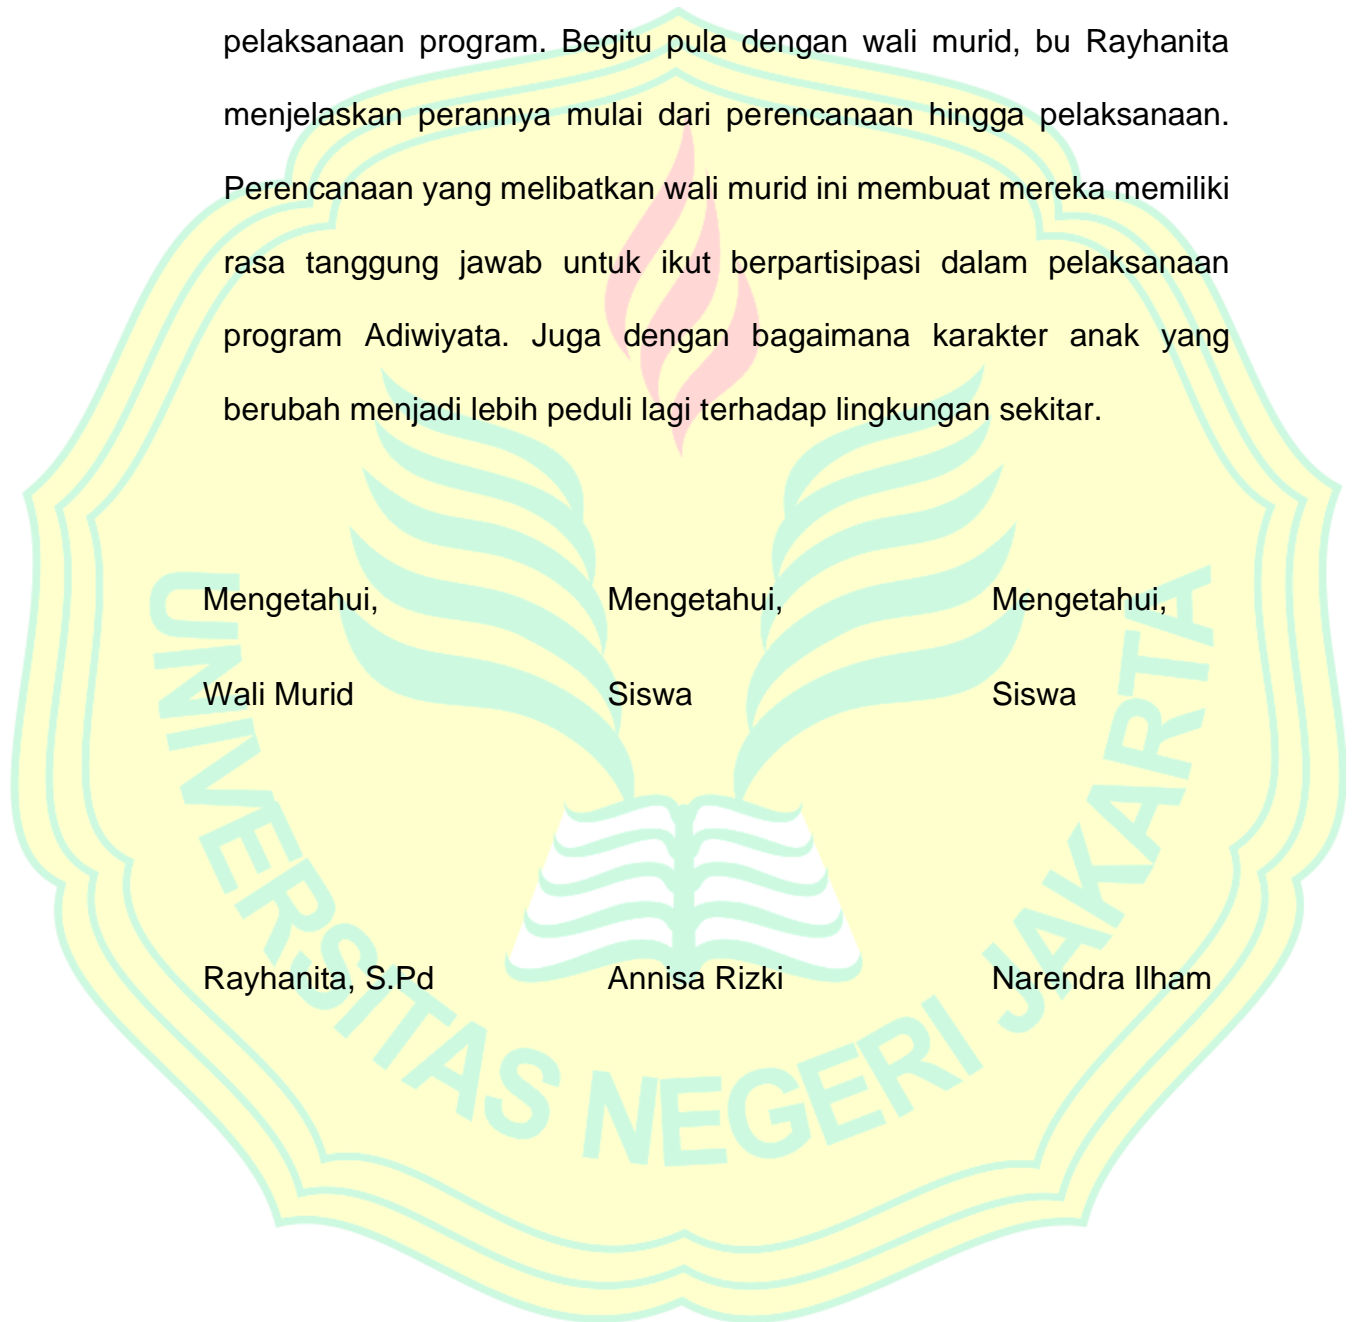 pelaksanaan program. Begitu pula dengan wali murid, bu Rayhanita
menjelaskan perannya mulai dari perencanaan hingga pelaksanaan.
Perencanaan yang melibatkan wali murid ini membuat mereka memiliki
rasa tanggung jawab untuk ikut berpartisipasi dalam pelaksanaan
program Adiwiyata. Juga dengan bagaimana karakter anak yang
berubah menjadi lebih peduli lagi terhadap lingkungan sekitar.
Mengetahui, Mengetahui, Mengetahui,
Wali Murid Siswa Siswa
Rayhanita, S.Pd Annisa Rizki Narendra Ilham
UNIVERSITAS NEGERI JAKARTA